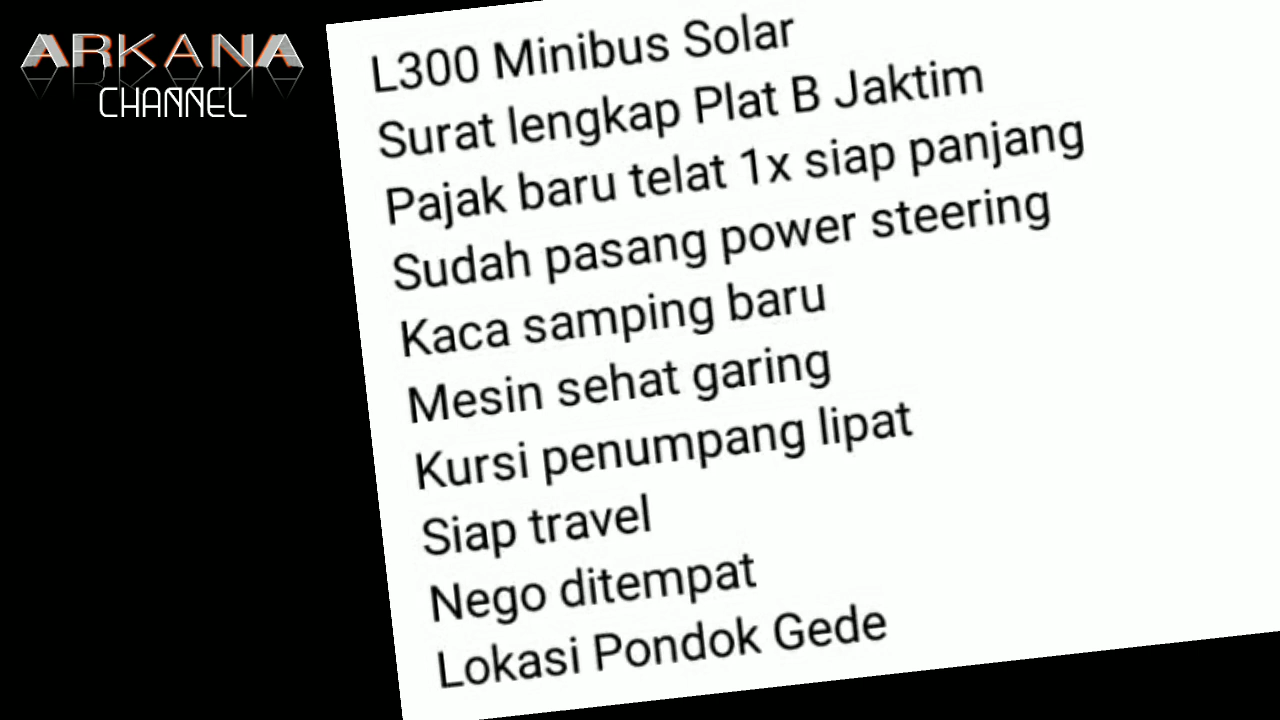 ARKANA
CHANNEL
L300 Minibus Solar
Surat lengkap Plat B Jaktim
Pajak baru telat 1x siap panjang
Sudah pasang power steering
Kaca samping baru
Mesin sehat garing
Kursi penumpang lipat
Siap travel
Nego ditempat
Lokasi Pondok Gede